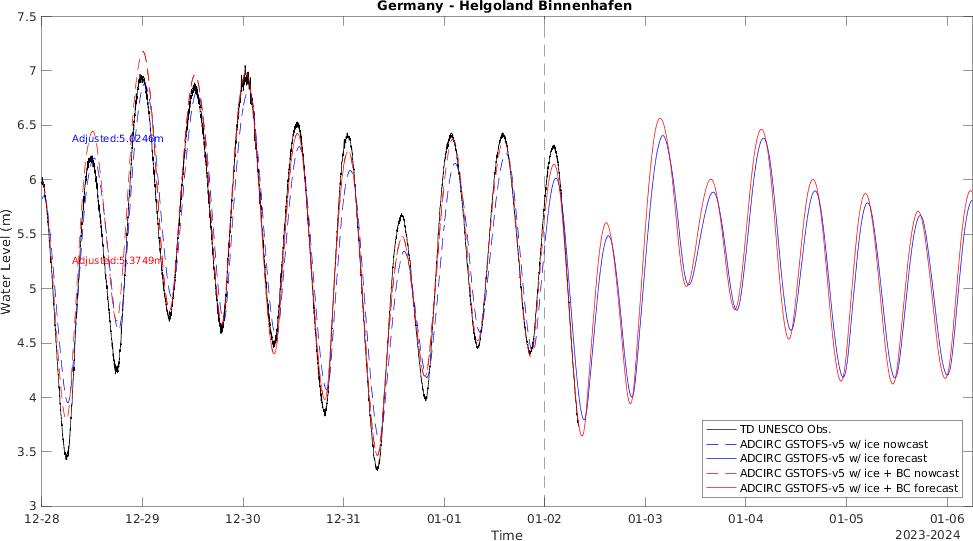 Germany - Helgoland Binnenhafen
7.5
7
6.5
6
5.5
5
4.5
4
3.5
3
Water Level (m)
Adjusted:5.0246m
Adjusted:5.3749m
TD UNESCO Obs.
ADCIRC GSTOFS-v5 w/ ice nowcast
ADCIRC GSTOFS-v5 w/ ice forecast
ADCIRC GSTOFS-v5 w/ ice + BC nowcast
ADCIRC GSTOFS-v5 w/ ice + BC forecast
12-28 12-29 12-30 12-31 01-01 01-02 01-03 01-04 01-05 01-06
Time
2023-2024